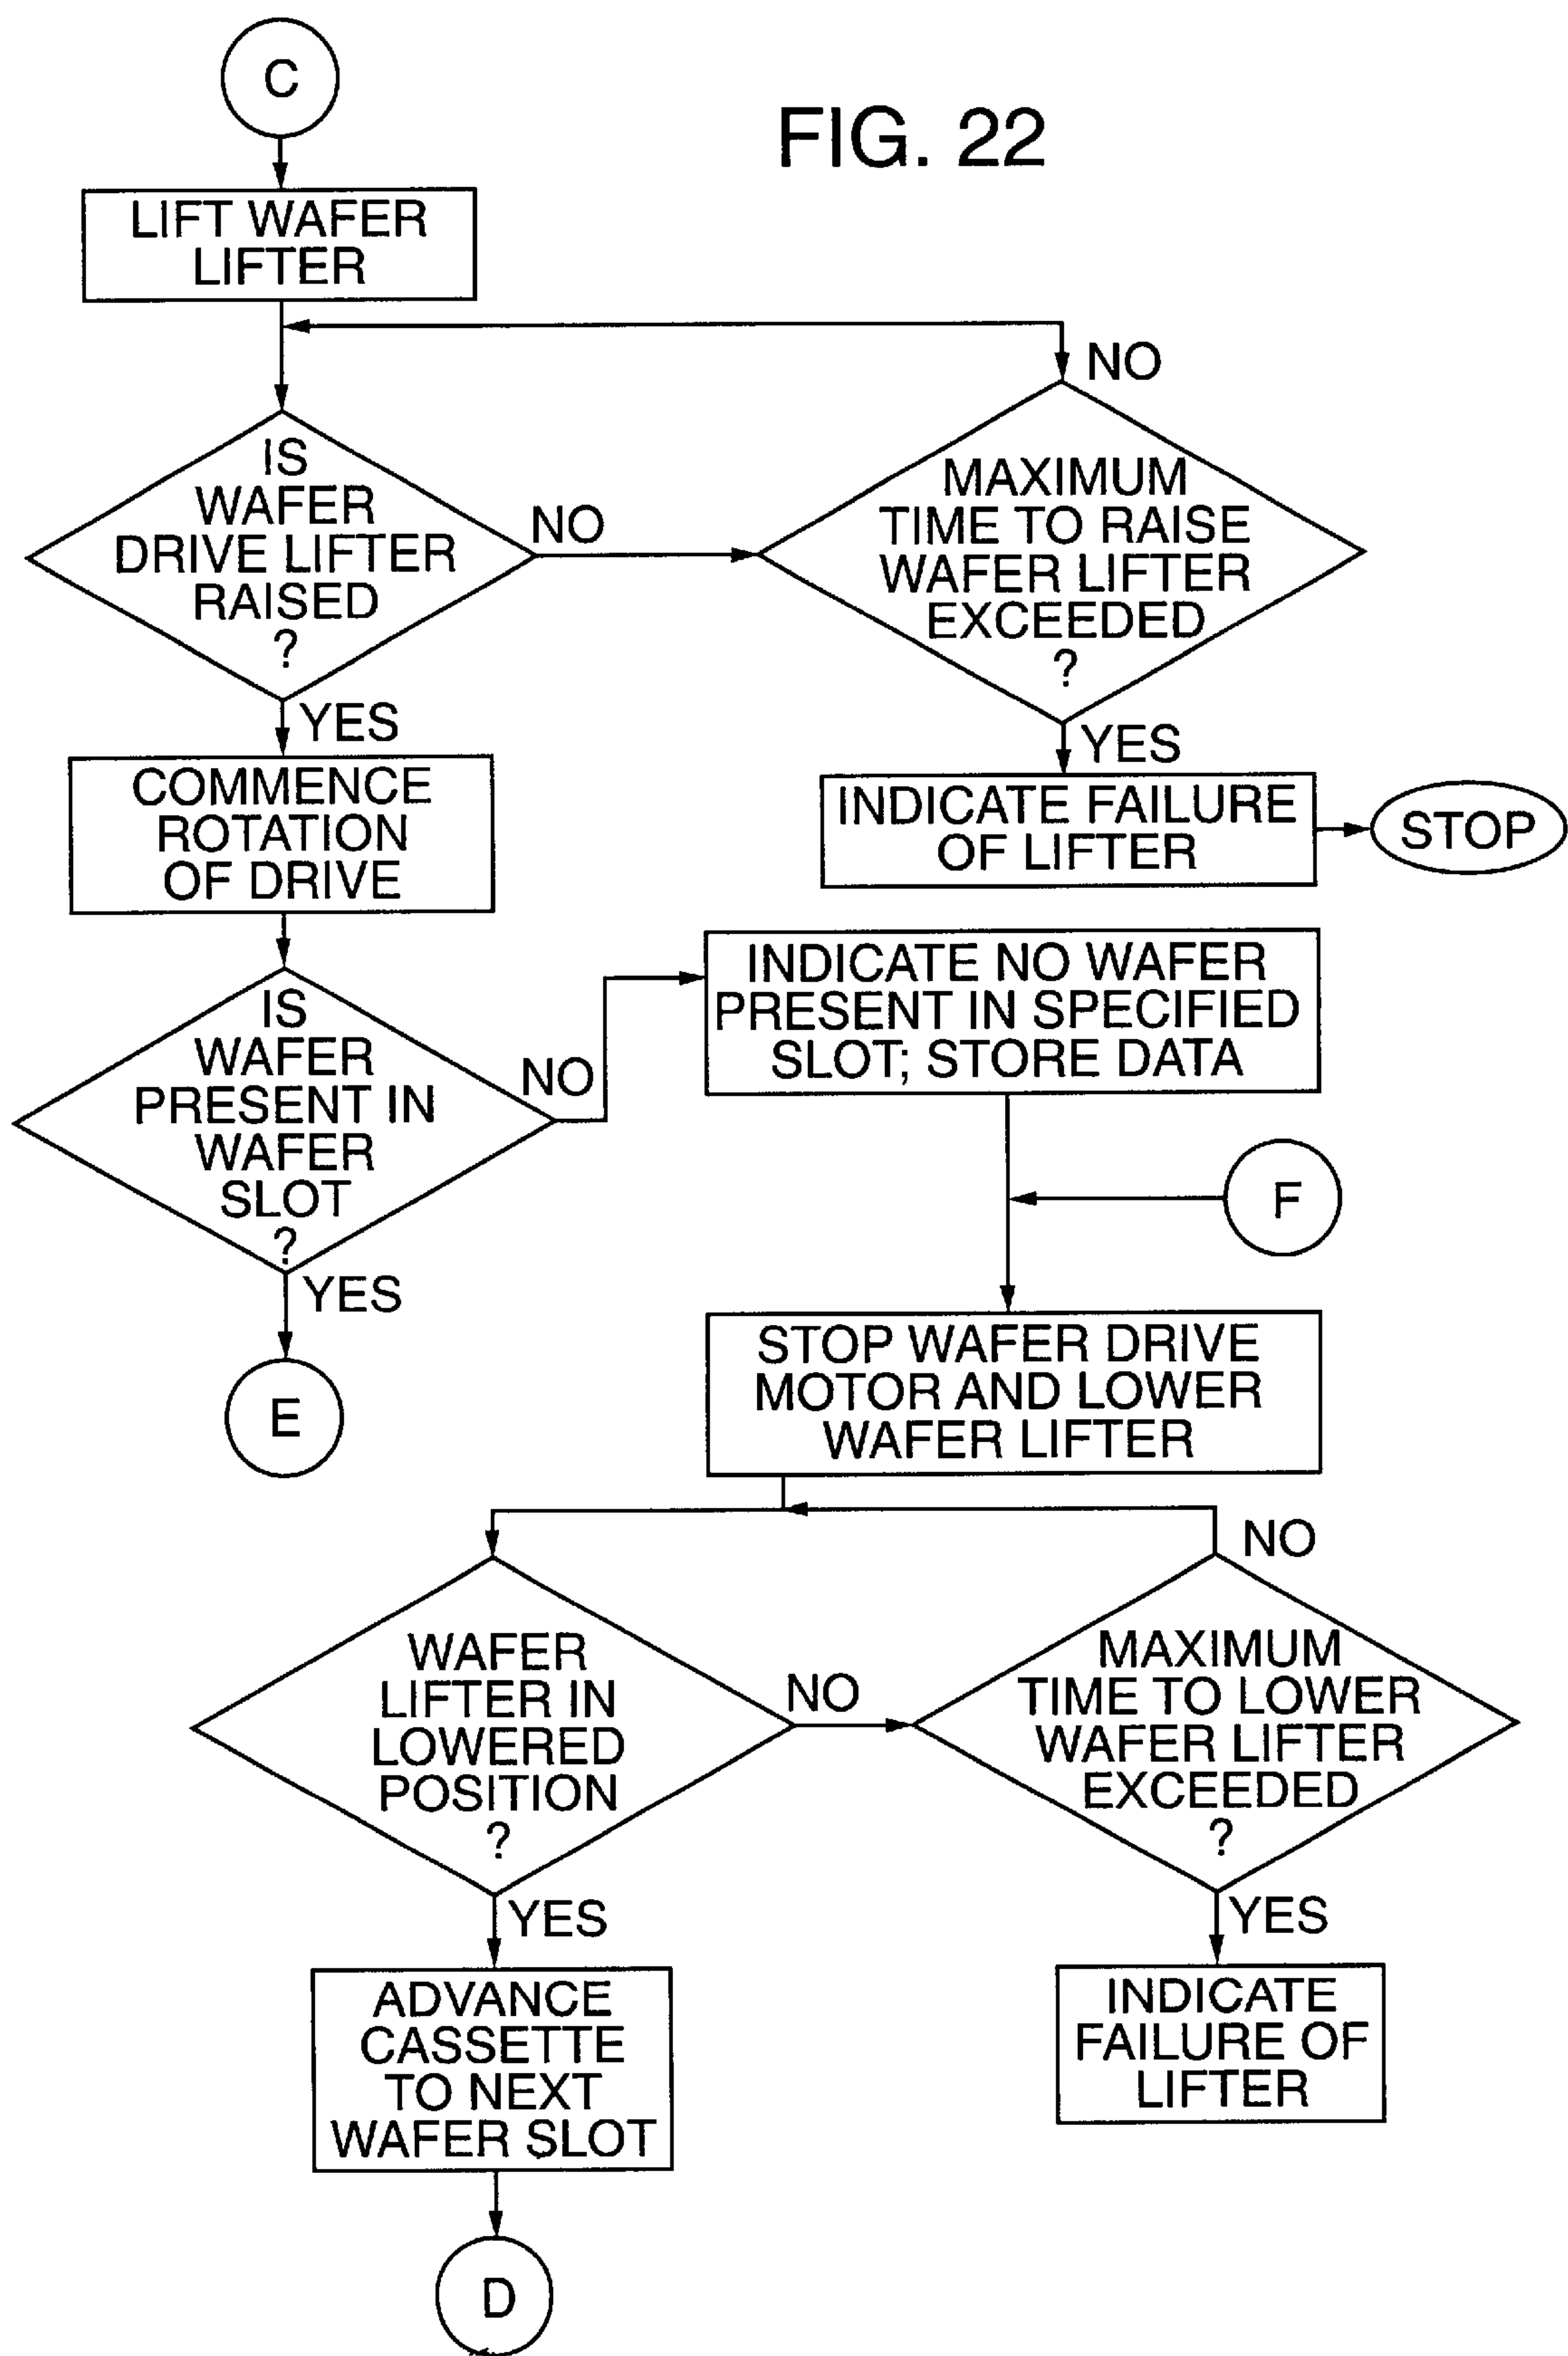 C
FIG. 22
LIFT WAFER
LIFTER
NO
IS
WAFER
DRIVE LIFTER
RAISED
?
NO
MAXIMUM
TIME TO RAISE
WAFER LIFTER
EXCEEDED
?
YES
YES
COMMENCE
ROTATION
OF DRIVE
INDICATE FAILURE
OF LIFTER
STOP
IS
WAFER
PRESENT IN
WAFER
SLOT
?
NO
INDICATE NO WAFER
PRESENT IN SPECIFIED
SLOT; STORE DATA
F
YES
E
STOP WAFER DRIVE
MOTOR AND LOWER
WAFER LIFTER
NO
WAFER
LIFTER IN
LOWERED
POSITION
?
NO
MAXIMUM
TIME TO LOWER
WAFER LIFTER
EXCEEDED
?
YES
YES
ADVANCE
CASSETTE
TO NEXT
WAFER SLOT
INDICATE
FAILURE OF
LIFTER
D